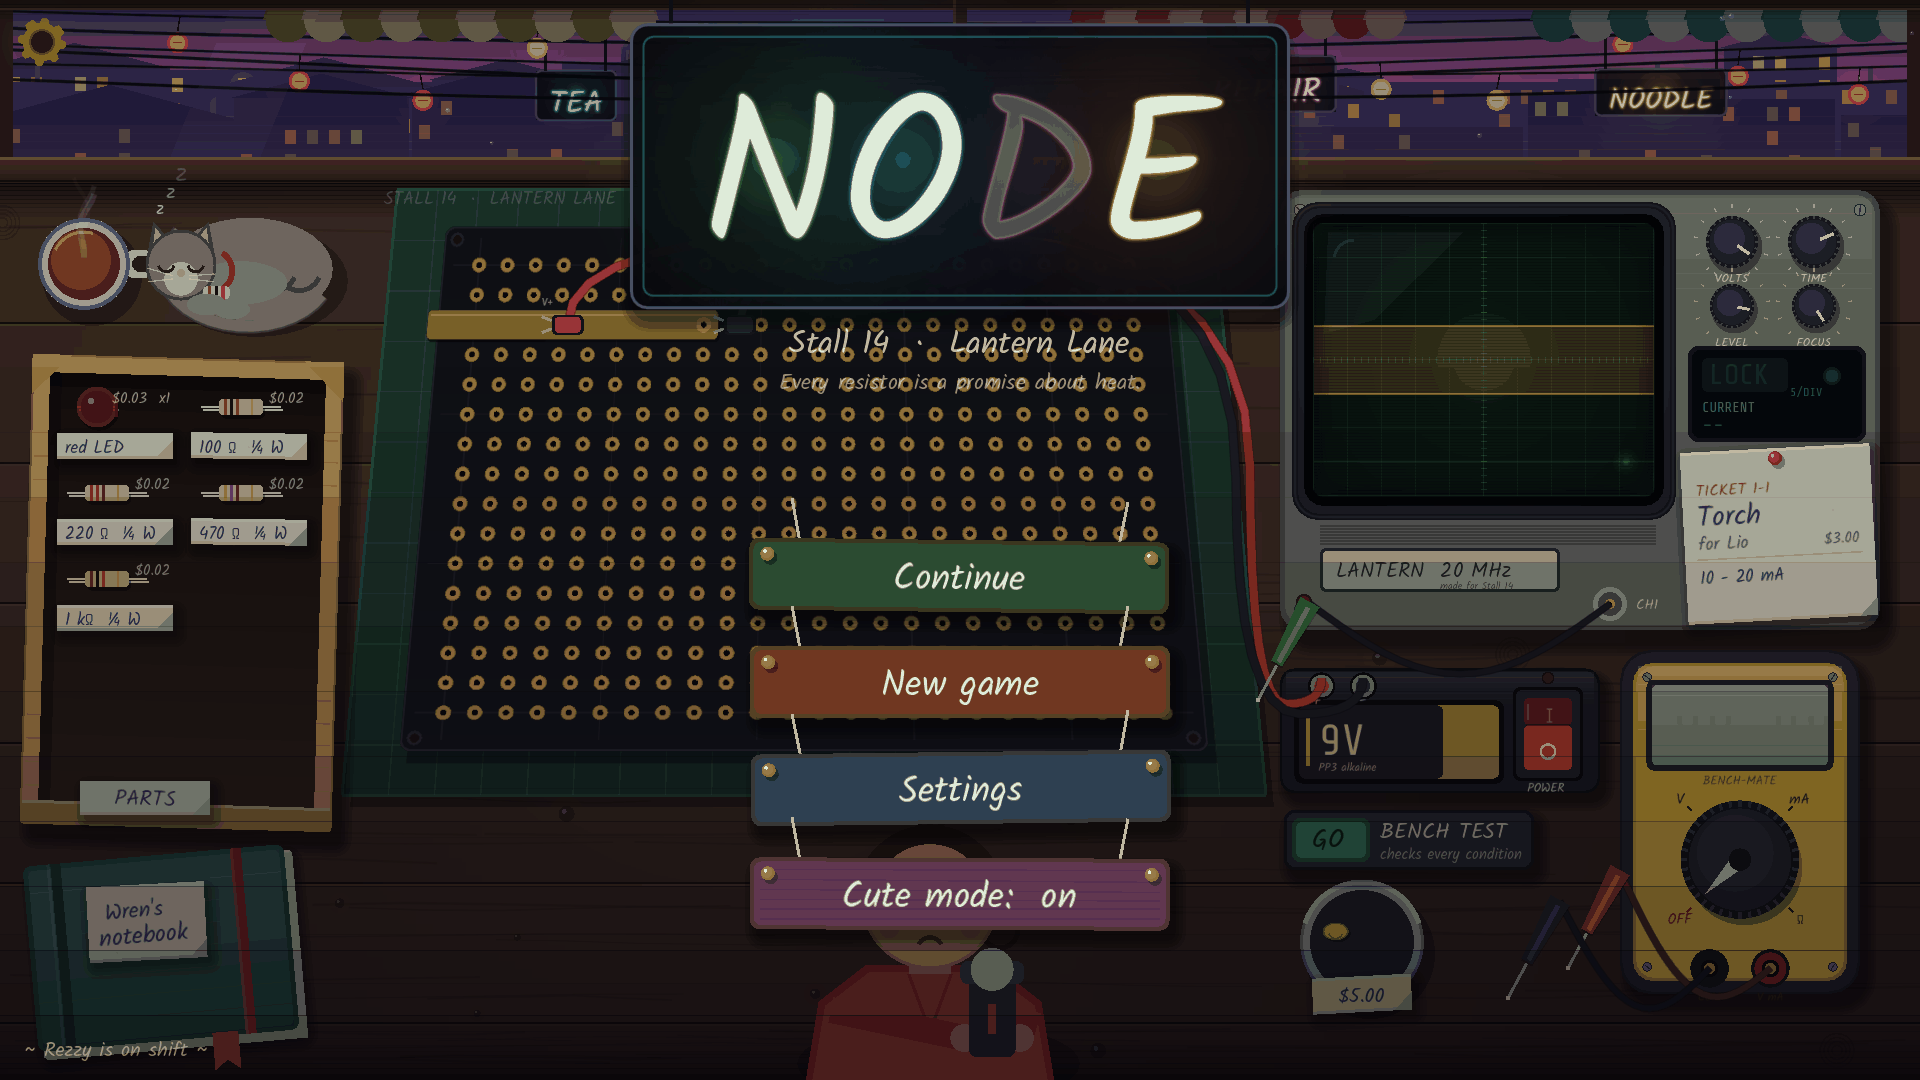 TEA
NODE
IR
NOODLE
z
z
z
STALL 14 · LANTERN LANE
V+
Stall 14 · Lantern Lane
Every resistor is a promise about heat.
$0.03 x1
$0.02
red LED
100 Ω ¼ W
$0.02
$0.02
220 Ω ¼ W
470 Ω ¼ W
$0.02
1 kΩ ¼ W
PARTS
Continue
New game
Settings
Cute mode: on
Wren's
notebook
~ Rezzy is on shift ~
VOLTS
TIME
LEVEL
FOCUS
LOCK
S/DIV
CURRENT
--
TICKET 1-1
Torch
for Lio
$3.00
10 - 20 mA
LANTERN 20 MHz
made for Stall 14
CH1
9V
PP3 alkaline
POWER
GO
BENCH TEST
checks every condition
$5.00
BENCH-MATE
V
mA
OFF
Ω